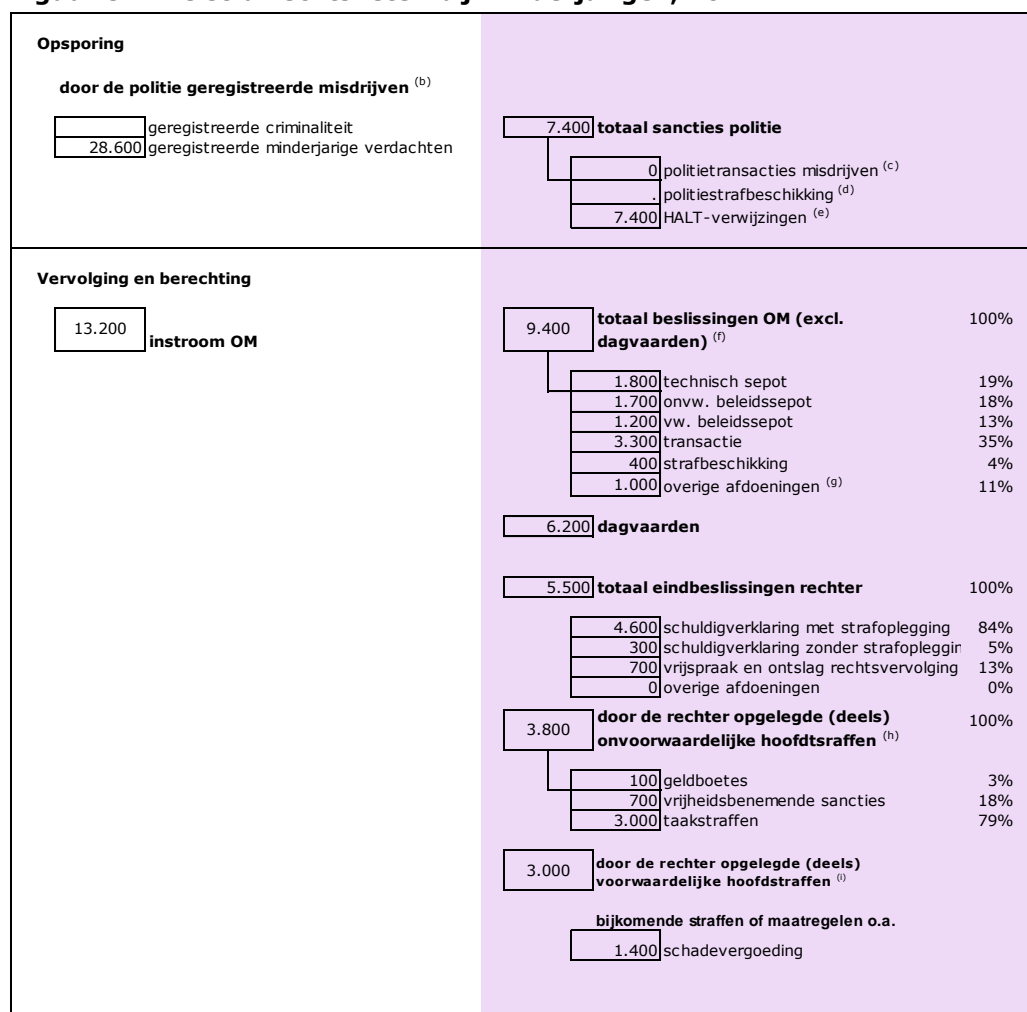 Opsporing
door de politie geregistreerde misdrijven (b)
geregistreerde criminaliteit
28.600 geregistreerde minderjarige verdachten
7.400 totaal sancties politie
0 politietransacties misdrijven (c)
. politiestrafbeschikking (d)
7.400 HALT-verwijzingen (e)
Vervolging en berechting
13.200 instroom OM
9.400 totaal beslissingen OM (excl. 100%
dagvaarden) (f)
1.800 technisch sepot 19%
1.700 onvw. beleidssepot 18%
1.200 vw. beleidssepot 13%
3.300 transactie 35%
400 strafbeschikking 4%
1.000 overige afdoeningen (g) 11%
6.200 dagvaarden
5.500 totaal eindbeslissingen rechter 100%
4.600 schuldigverklaring met strafoplegging 84%
300 schuldigverklaring zonder strafopleggin 5%
700 vrijspraak en ontslag rechtsvervolging 13%
0 overige afdoeningen 0%
3.800 door de rechter opgelegde (deels) 100%
onvoorwaardelijke hoofdtsraffen (h)
100 geldboetes 3%
700 vrijheidsbenemende sancties 18%
3.000 taakstraffen 79%
3.000 door de rechter opgelegde (deels)
voorwaardelijke hoofdstraffen (i)
bijkomende straffen of maatregelen o.a.
1.400 schadevergoeding